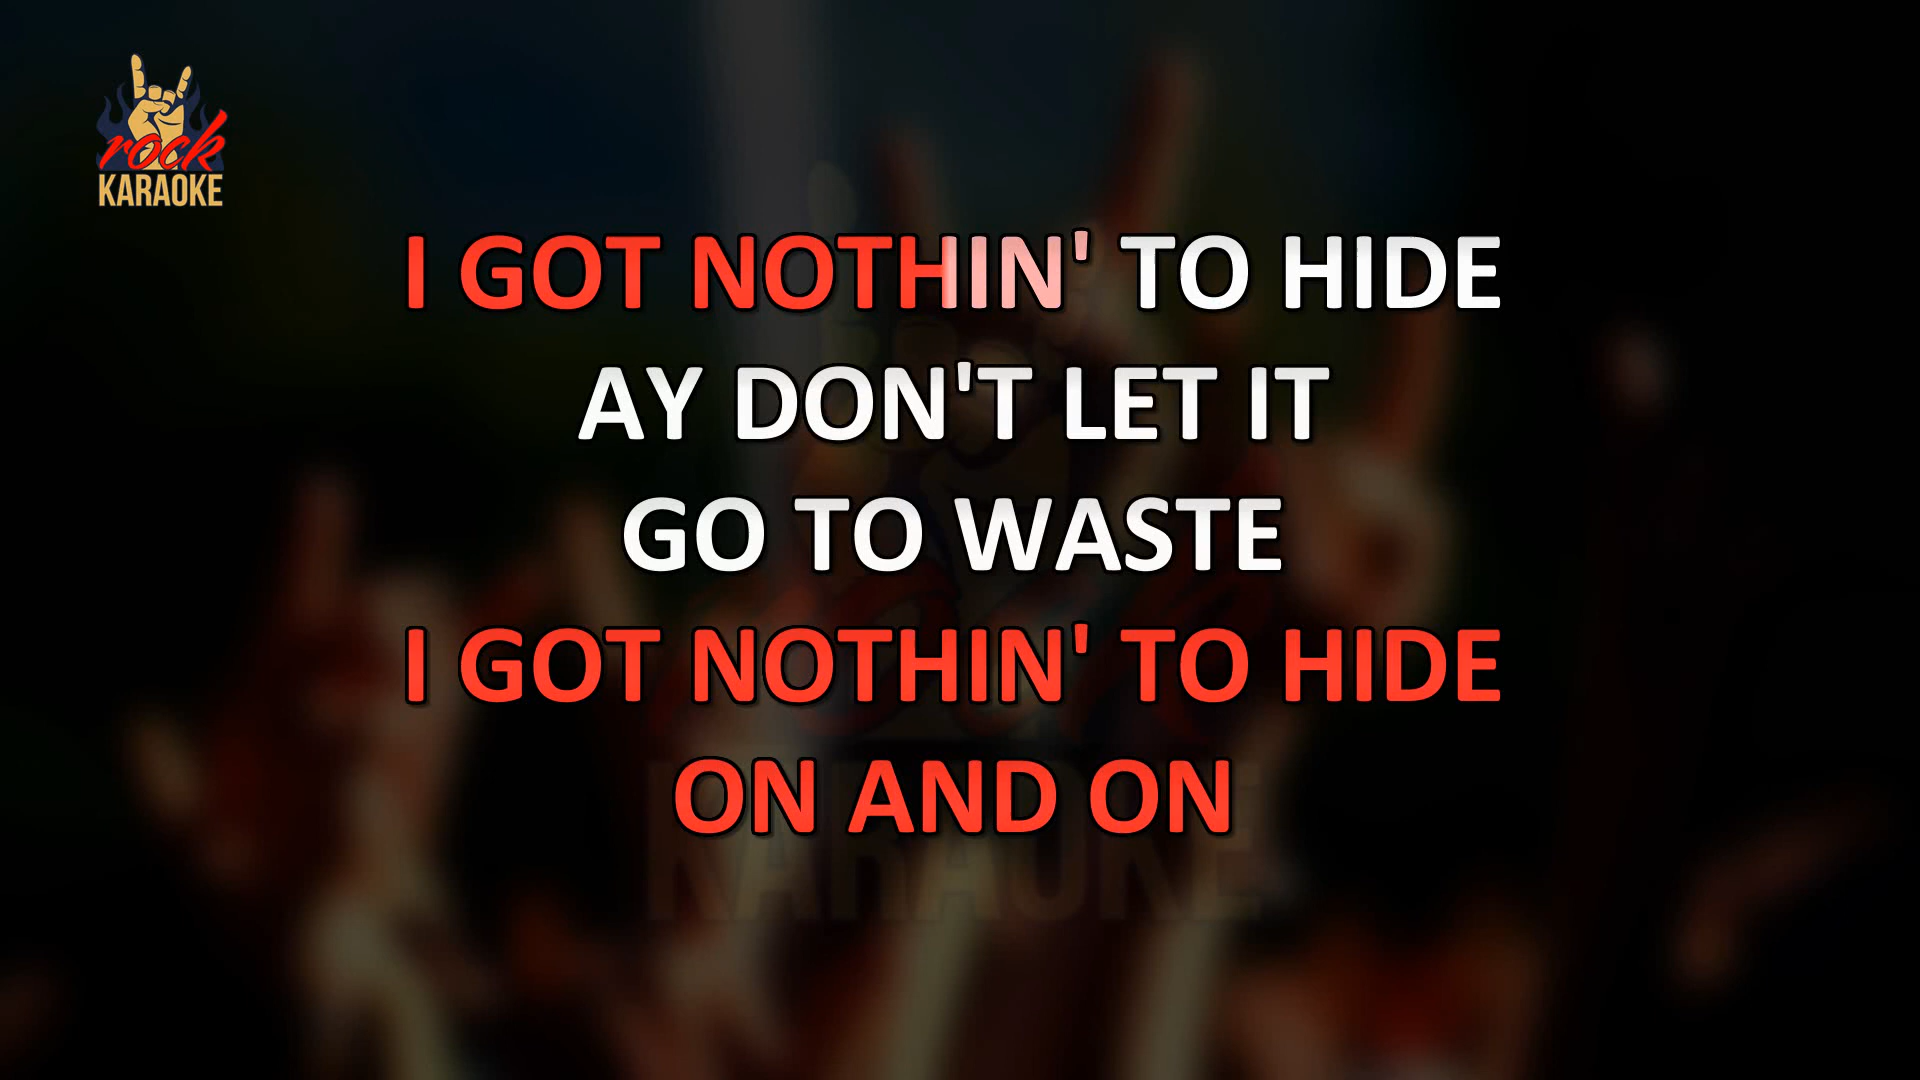 rock
KARAOKE
I GOT NOTHIN' TO HIDE
AY DON'T LET IT
GO TO WASTE
I GOT NOTHIN' TO HIDE
ON AND ON
KARAOKE